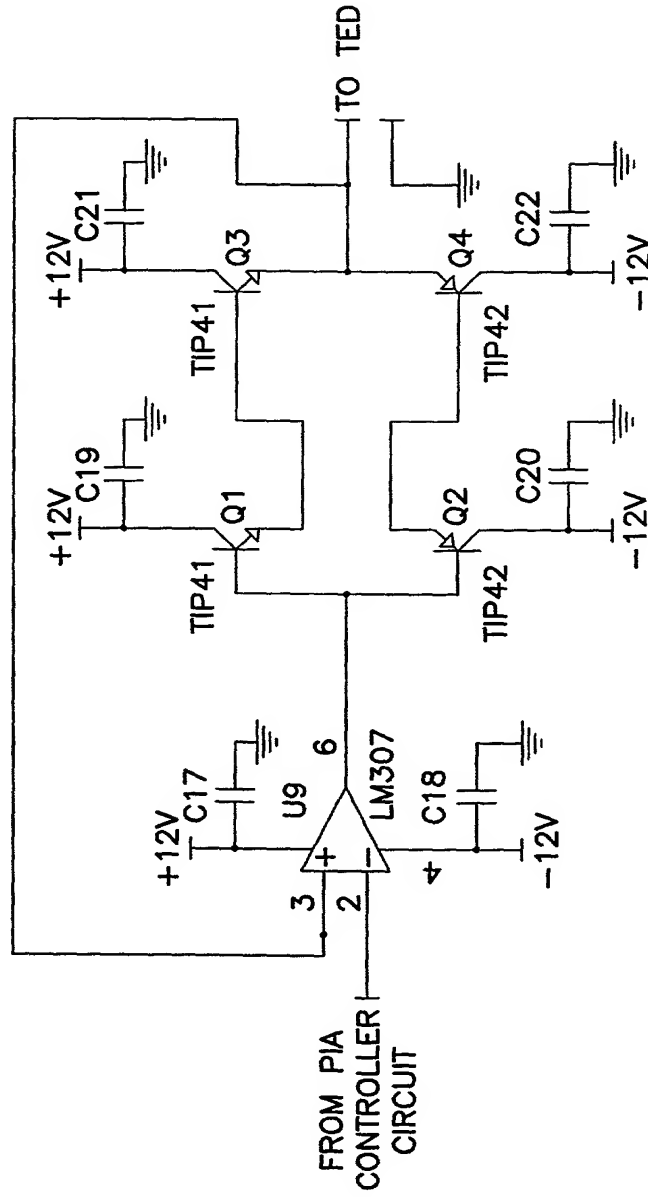 +12V
C21
+12V
C19
Q3
TIP41
TO TED
Q1
TIP41
+12V
C17
U9
3
+
6
2
−
LM307
4
C18
−12V
FROM PIA
CONTROLLER
CIRCUIT
Q4
TIP42
C22
−12V
Q2
TIP42
C20
−12V